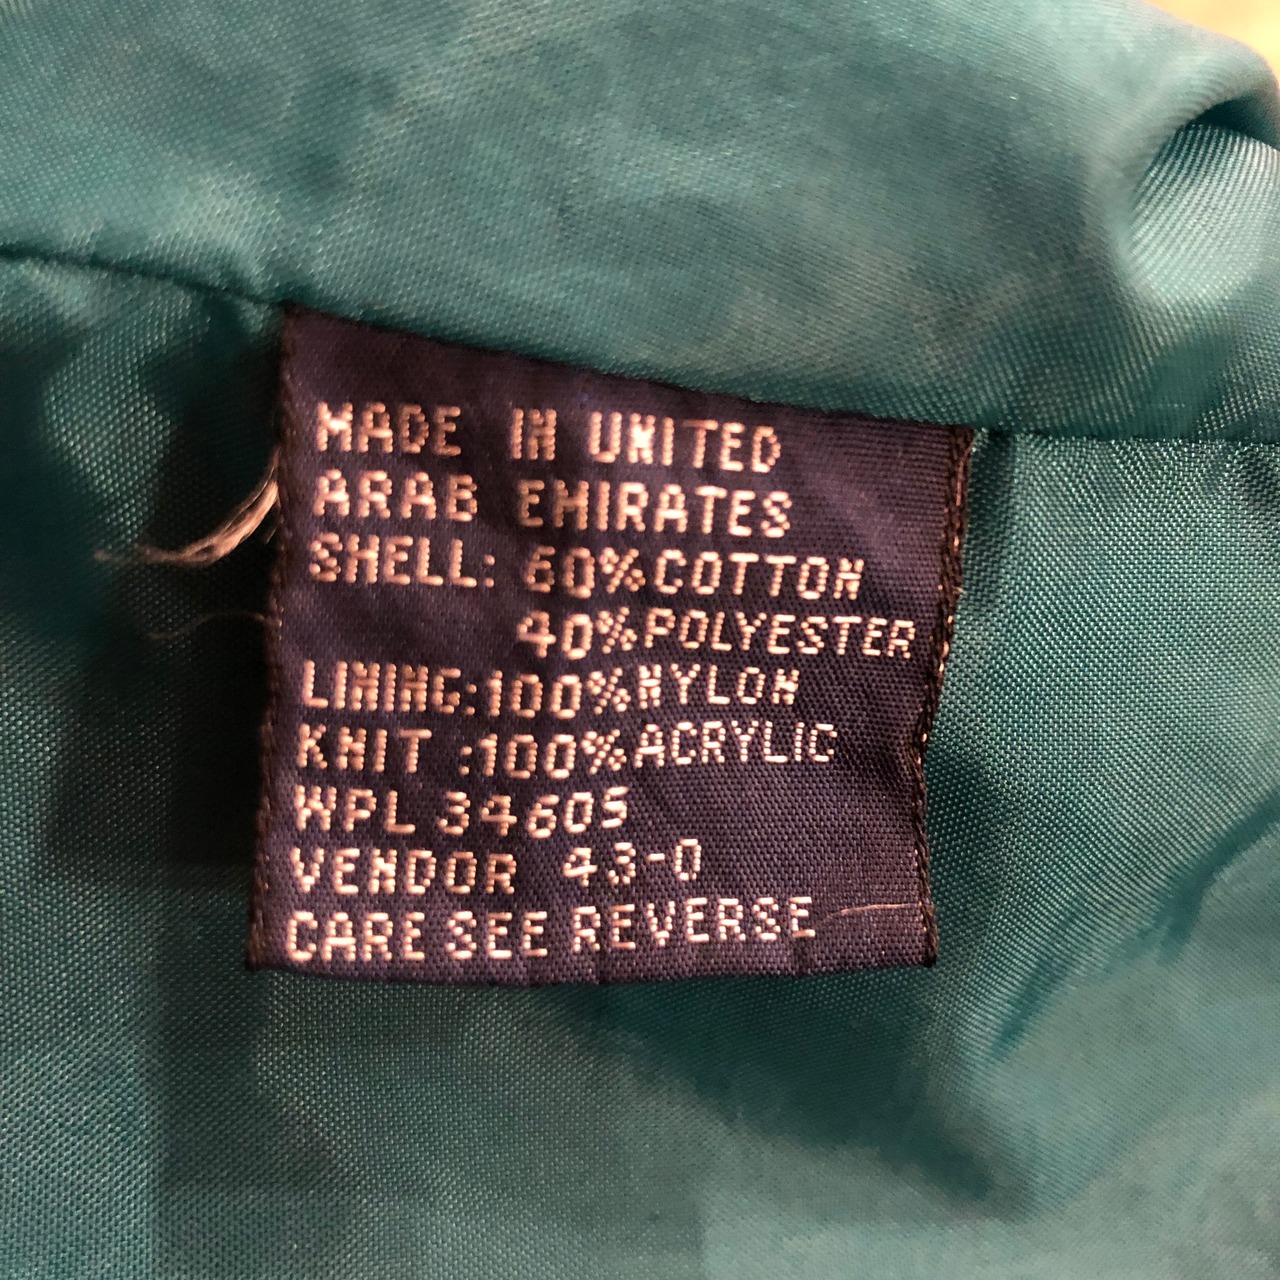 MADE IN UNITED
ARAB EMIRATES
SHELL: 60% COTTON
40% POLYESTER
LINING:100% NYLON
KNIT :100% ACRYLIC
WPL 34605
VENDOR 43-0
CARE SEE REVERSE